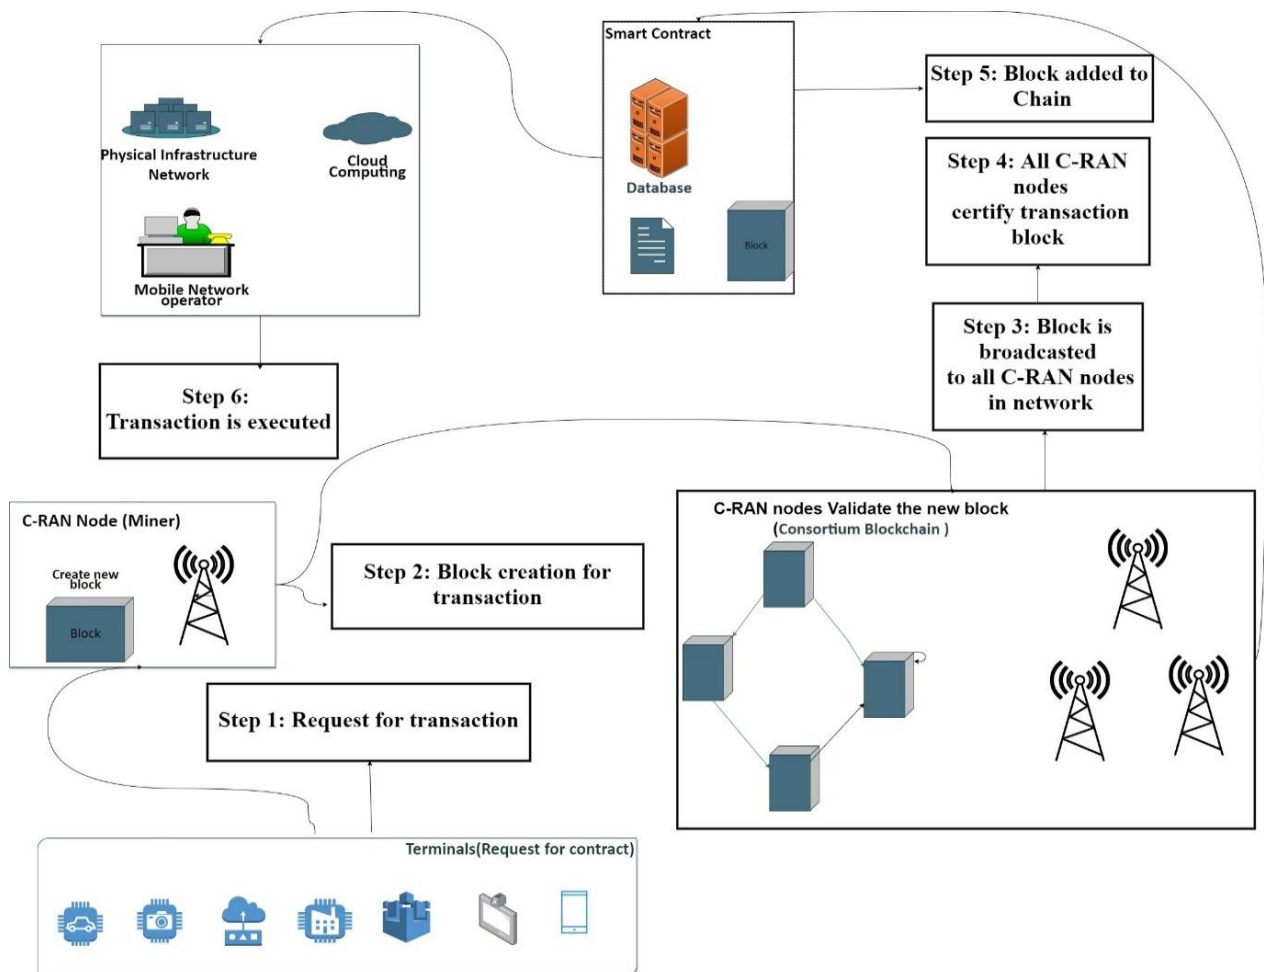 Smart Contract
Database
Block
Step 5: Block added to
Chain
Step 4: All C-RAN
nodes
certify transaction
block
Step 3: Block is
broadcasted
to all C-RAN nodes
in network
Physical Infrastructure
Network
Cloud
Computing
Mobile Network
operator
Step 6:
Transaction is executed
C-RAN Node (Miner)
Create new
block
Block
Step 2: Block creation for
transaction
C-RAN nodes Validate the new block
(Consortium Blockchain )
Step 1: Request for transaction
Terminals(Request for contract)